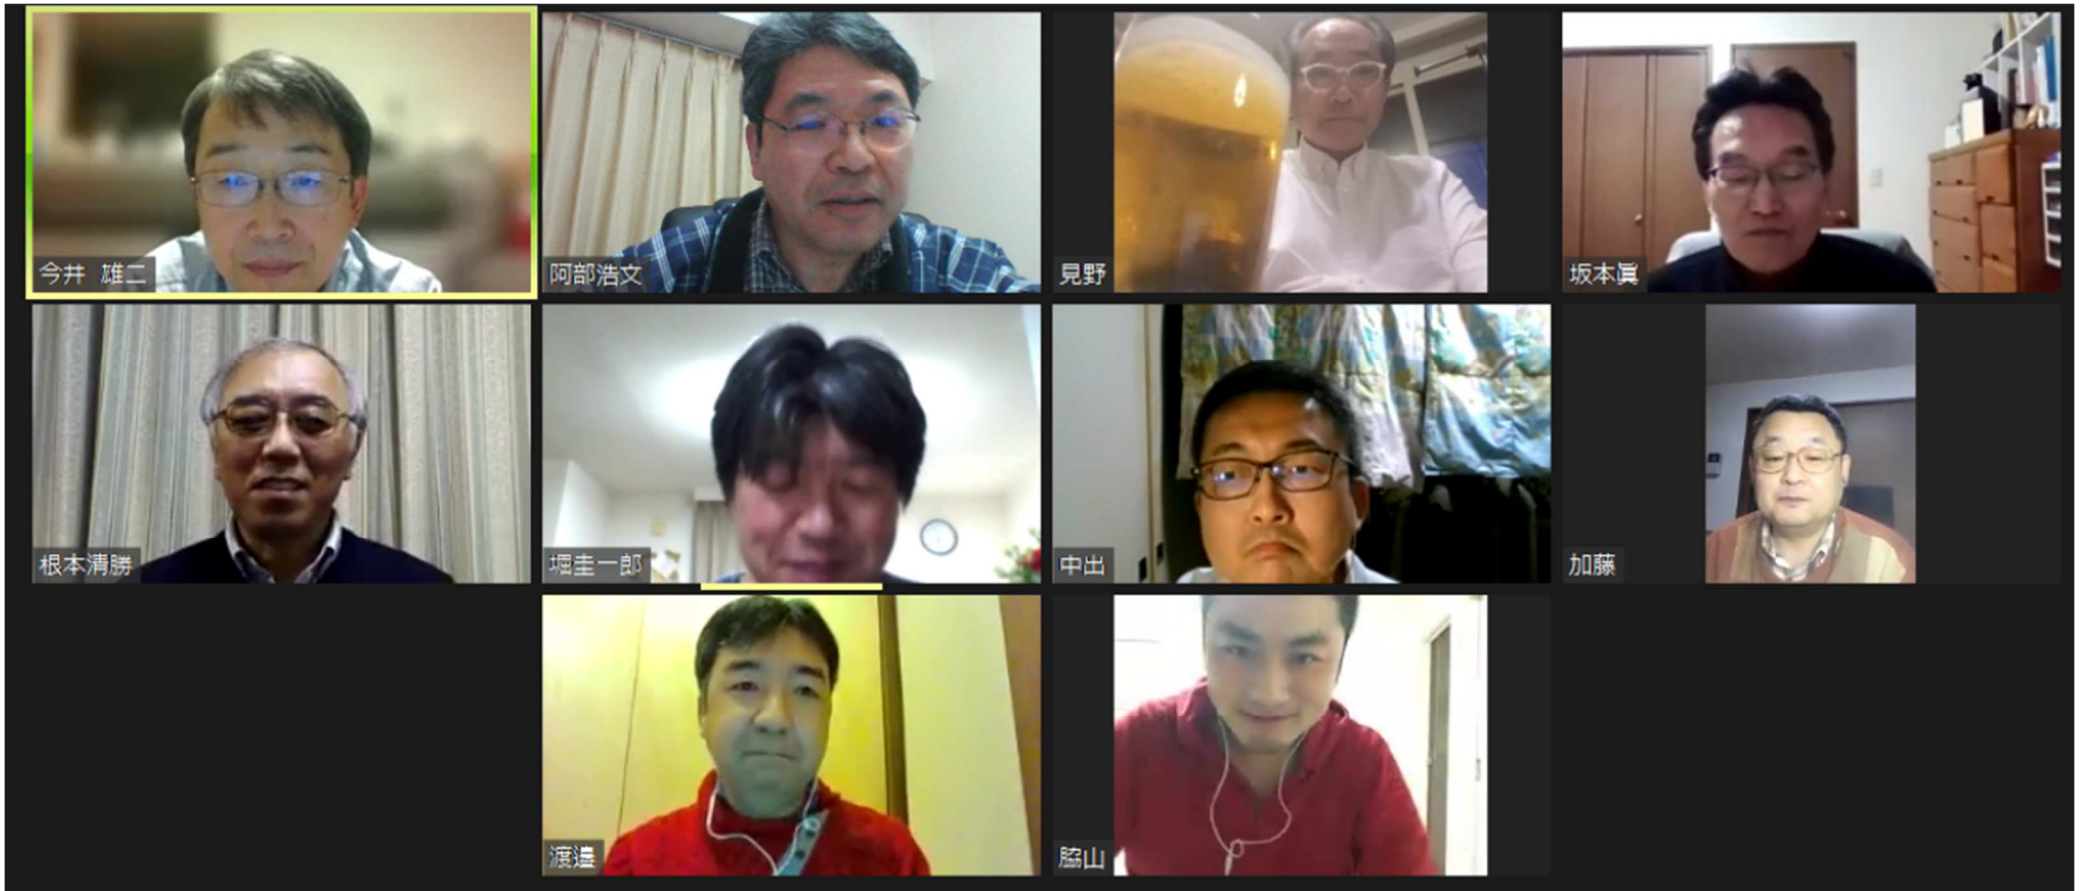 今井 雄二
阿部浩文
見野
坂本眞
根本清勝
堀圭一郎
中出
加藤
渡邉
脇山